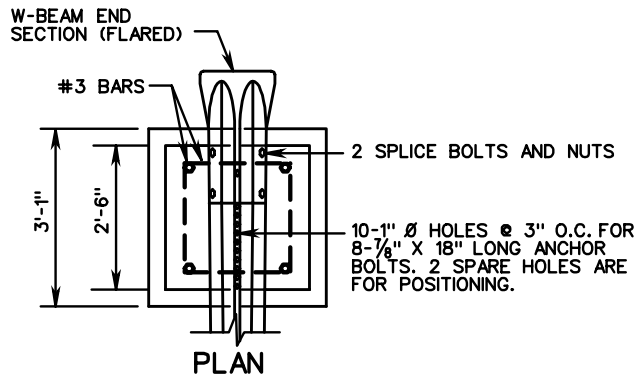 W-BEAM END
SECTION (FLARED)
#3 BARS
3'-1"
2'-6"
2 SPLICE BOLTS AND NUTS
10-1" Ø HOLES @ 3" O.C. FOR
8-⅞" X 18" LONG ANCHOR
BOLTS. 2 SPARE HOLES ARE
FOR POSITIONING.
PLAN